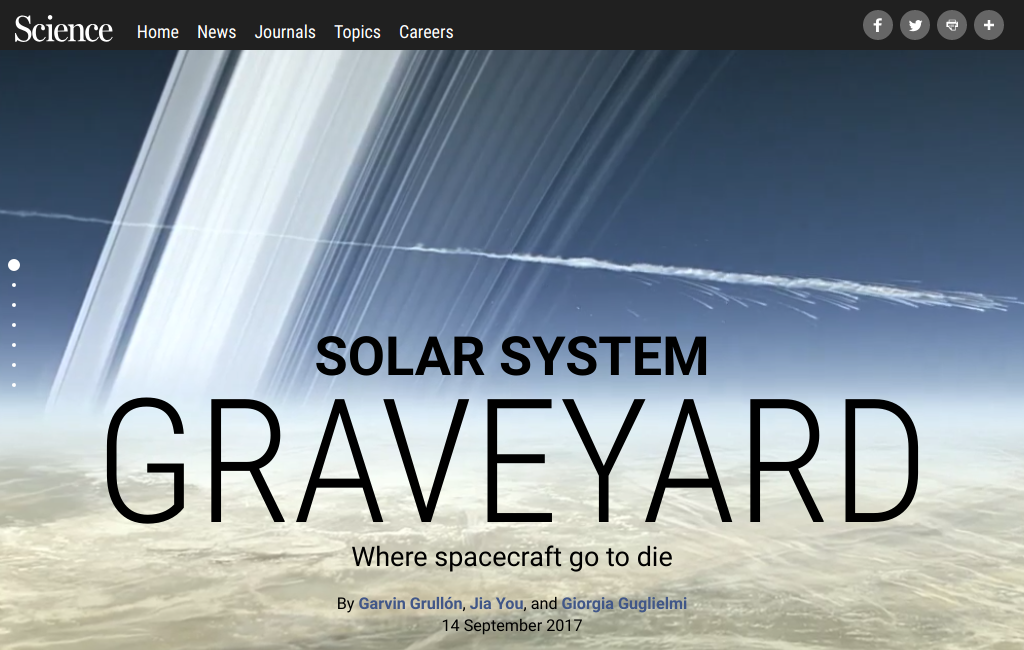 Science Home News Journals Topics Careers
SOLAR SYSTEM
GRAVEYARD
Where spacecraft go to die
By Garvin Grullón, Jia You, and Giorgia Guglielmi
14 September 2017